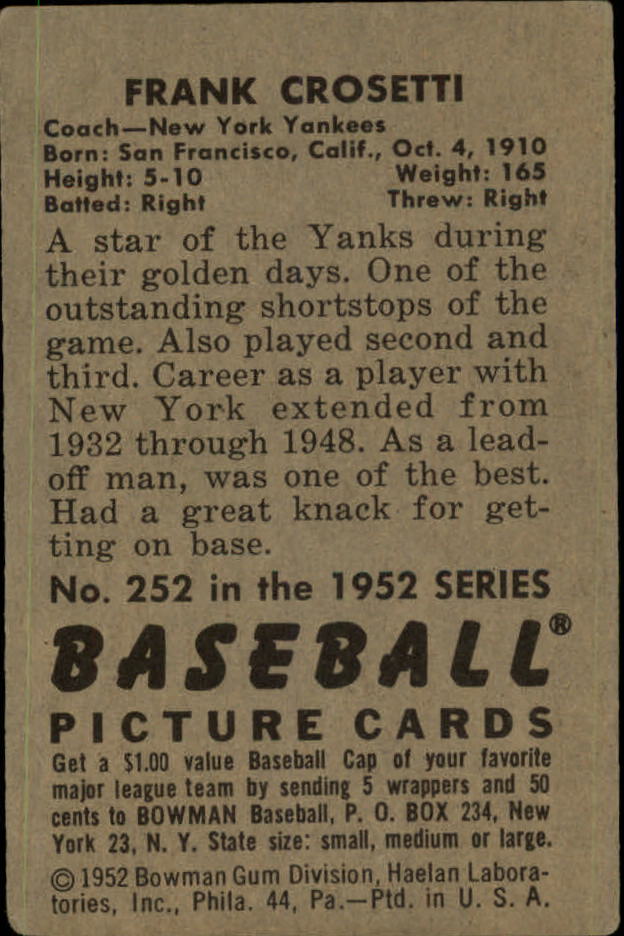 FRANK CROSETTI
Coach—New York Yankees
Born: San Francisco, Calif., Oct. 4, 1910
Height: 5-10 Weight: 165
Batted: Right Threw: Right
A star of the Yanks during
their golden days. One of the
outstanding shortstops of the
game. Also played second and
third. Career as a player with
New York extended from
1932 through 1948. As a lead-
off man, was one of the best.
Had a great knack for get-
ting on base.
No. 252 in the 1952 SERIES
BASEBALL®
PICTURE CARDS
Get a $1.00 value Baseball Cap of your favorite
major league team by sending 5 wrappers and 50
cents to BOWMAN Baseball, P. O. BOX 234, New
York 23, N. Y. State size: small, medium or large.
© 1952 Bowman Gum Division, Haelan Labora-
tories, Inc., Phila. 44, Pa.—Ptd. in U. S. A.